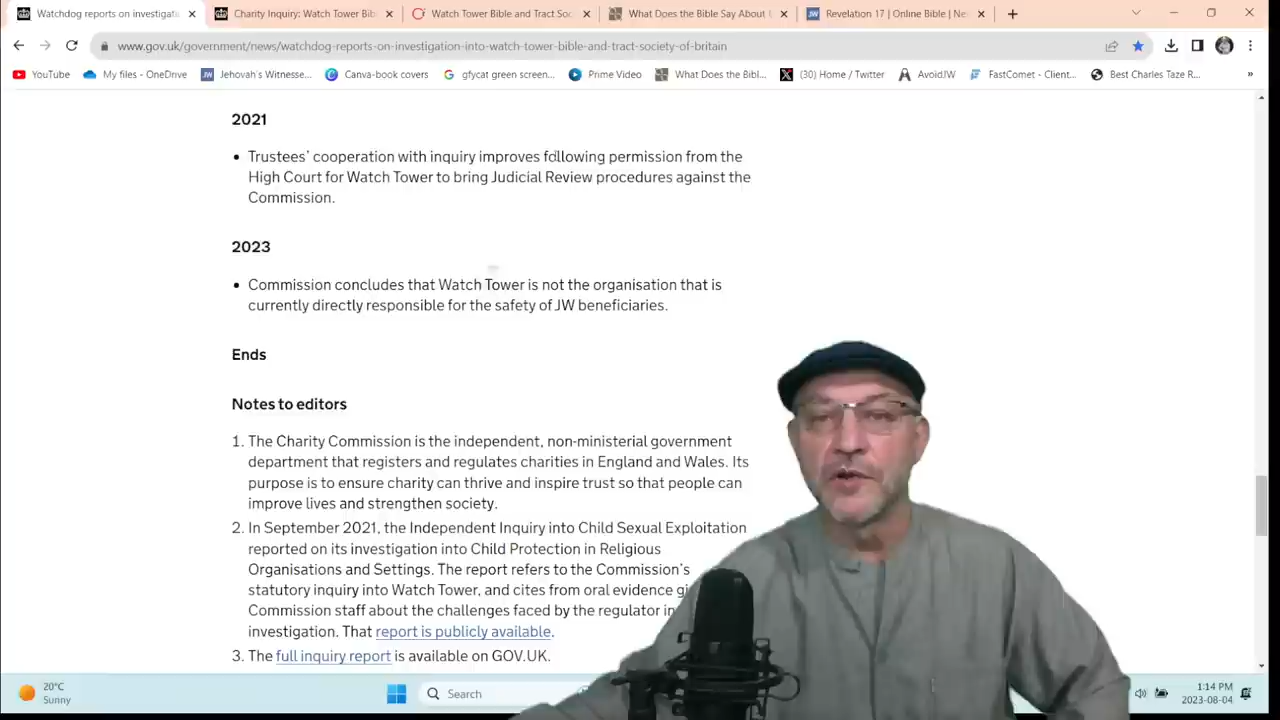 Watchdog reports on investigati
Charity Inquiry: Watch Tower Bib
Watch Tower Bible and Tract Soc
What Does the Bible Say About
Revelation 17 | Online Bible | Ne
www.gov.uk/government/news/watchdog-reports-on-investigation-into-watch-tower-bible-and-tract-society-of-britain
YouTube
My files - OneDrive
Jehovah's Witnesse...
Canva-book covers
gfycat green screen...
Prime Video
What Does the Bibl...
(30) Home / Twitter
AvoidJW
FastComet - Client...
Best Charles Taze R...
2021
Trustees' cooperation with inquiry improves following permission from the
High Court for Watch Tower to bring Judicial Review procedures against the
Commission.
2023
Commission concludes that Watch Tower is not the organisation that is
currently directly responsible for the safety of JW beneficiaries.
Ends
Notes to editors
1. The Charity Commission is the independent, non-ministerial government
department that registers and regulates charities in England and Wales. Its
purpose is to ensure charity can thrive and inspire trust so that people can
improve lives and strengthen society.
2. In September 2021, the Independent Inquiry into Child Sexual Exploitation
reported on its investigation into Child Protection in Religious
Organisations and Settings. The report refers to the Commission's
statutory inquiry into Watch Tower, and cites from oral evidence
Commission staff about the challenges faced by the regulator in
investigation. That report is publicly available.
3. The full inquiry report is available on GOV.UK.
20°C
Sunny
Search
1:14 PM
2023-08-04